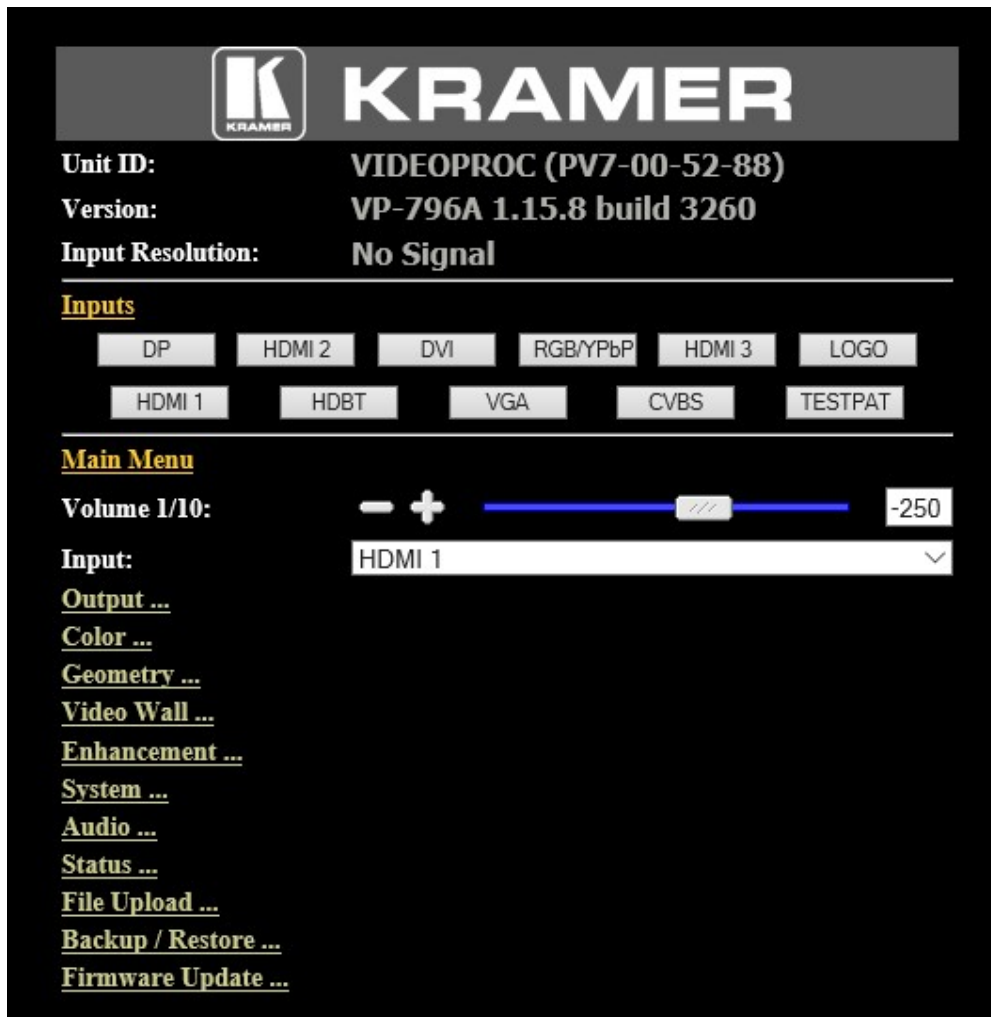 KRAMER KRAMER
Unit ID: VIDEOPROC (PV7-00-52-88)
Version: VP-796A 1.15.8 build 3260
Input Resolution: No Signal
Inputs
DP HDMI 2 DVI RGB/YPbP HDMI 3 LOGO
HDMI 1 HDBT VGA CVBS TESTPAT
Main Menu
Volume 1/10: -250
Input: HDMI 1
Output ...
Color ...
Geometry ...
Video Wall ...
Enhancement ...
System ...
Audio ...
Status ...
File Upload ...
Backup / Restore ...
Firmware Update ...